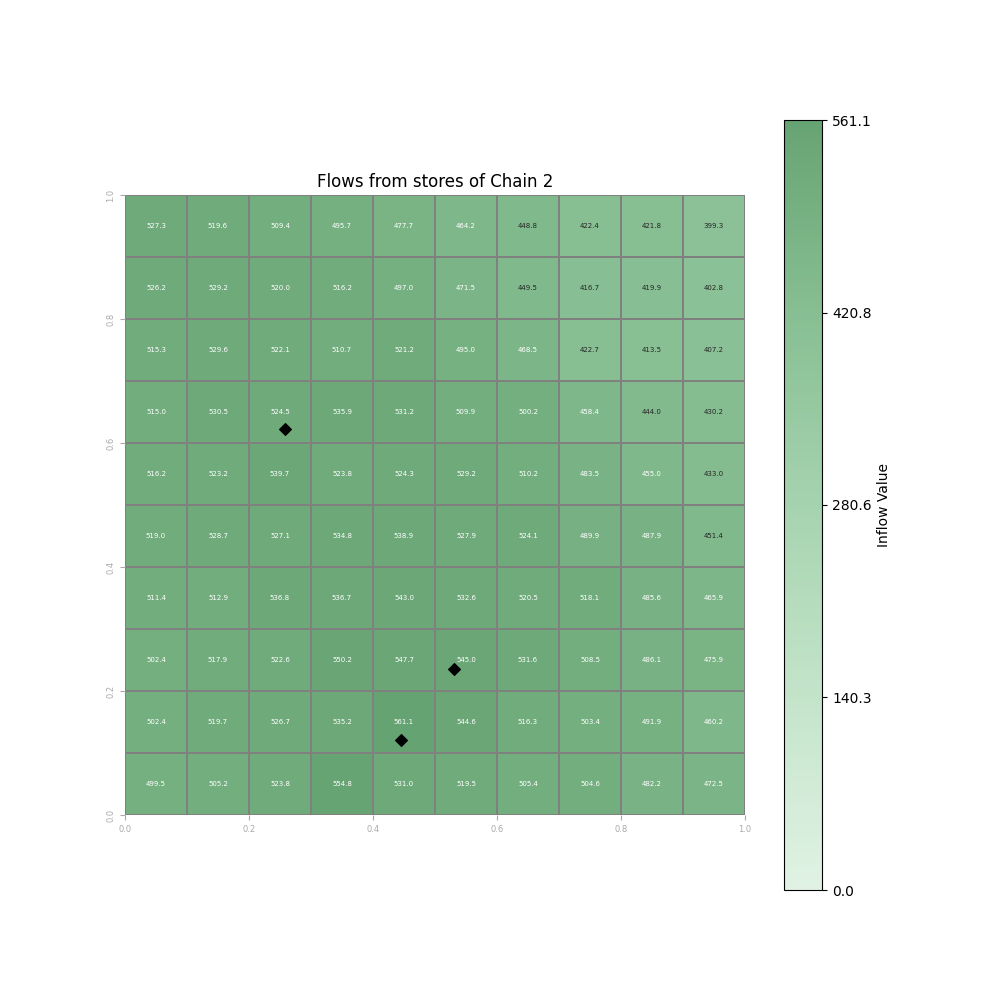 561.1
Flows from stores of Chain 2
1.0
527.3 519.6 509.4 495.7 477.7 464.2 448.8 422.4 421.8 399.3
526.2 529.2 520.0 516.2 497.0 471.5 449.5 416.7 419.9 402.8
420.8
0.8
515.3 529.6 522.1 510.7 521.2 495.0 468.5 422.7 413.5 407.2
515.0 530.5 524.5 535.9 531.2 509.9 500.2 458.4 444.0 430.2
0.6
516.2 523.2 539.7 523.8 524.3 529.2 510.2 483.5 455.0 433.0
280.6
Inflow Value
519.0 528.7 527.1 534.8 538.9 527.9 524.1 489.9 487.9 451.4
0.4
511.4 512.9 536.8 536.7 543.0 532.6 520.5 518.1 485.6 465.9
502.4 517.9 522.6 550.2 547.7 545.0 531.6 508.5 486.1 475.9
0.2
140.3
502.4 519.7 526.7 535.2 561.1 544.6 516.3 503.4 491.9 460.2
499.5 505.2 523.8 554.8 531.0 519.5 505.4 504.6 482.2 472.5
0.0
0.0 0.2 0.4 0.6 0.8 1.0
0.0